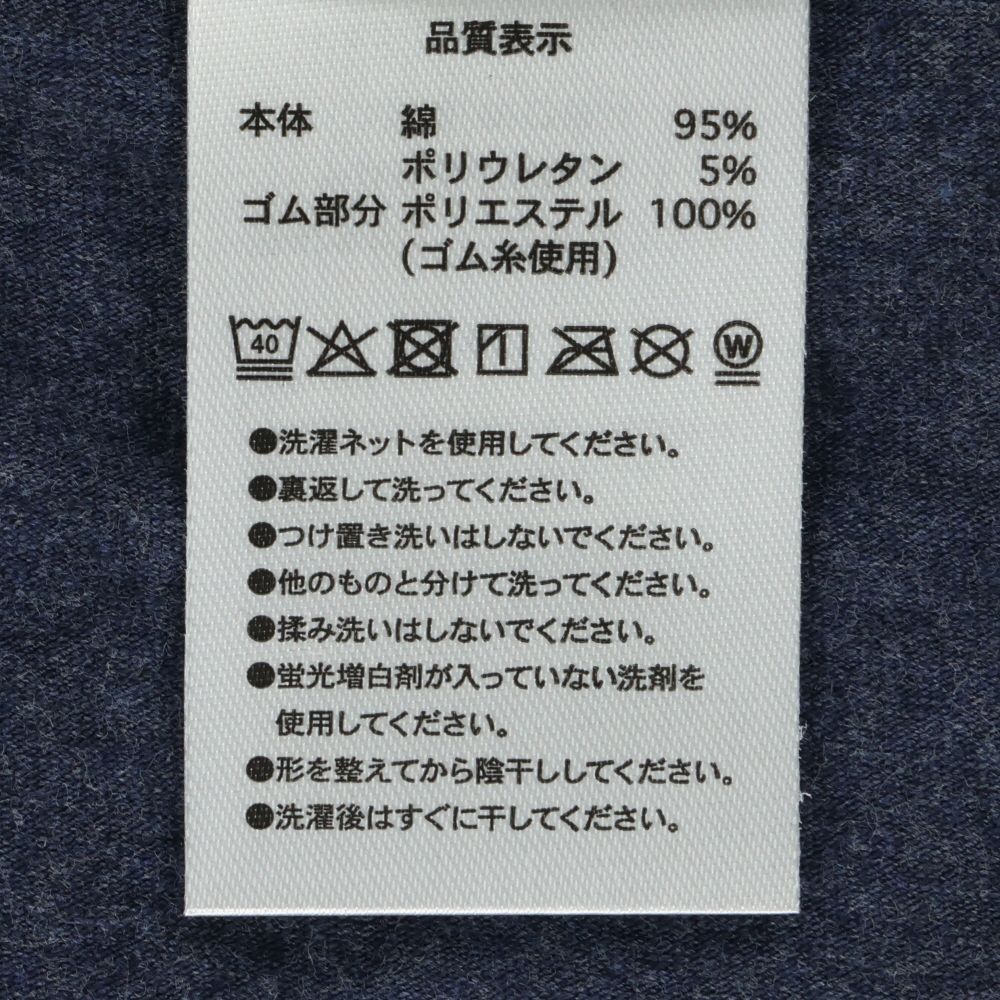 品質表示
本体 綿 95%
ポリウレタン 5%
ゴム部分 ポリエステル 100%
(ゴム糸使用)
40 W
●洗濯ネットを使用してください。
●裏返して洗ってください。
●つけ置き洗いはしないでください。
●他のものと分けて洗ってください。
●揉み洗いはしないでください。
●蛍光増白剤が入っていない洗剤を
使用してください。
●形を整えてから陰干ししてください。
●洗濯後はすぐに干してください。